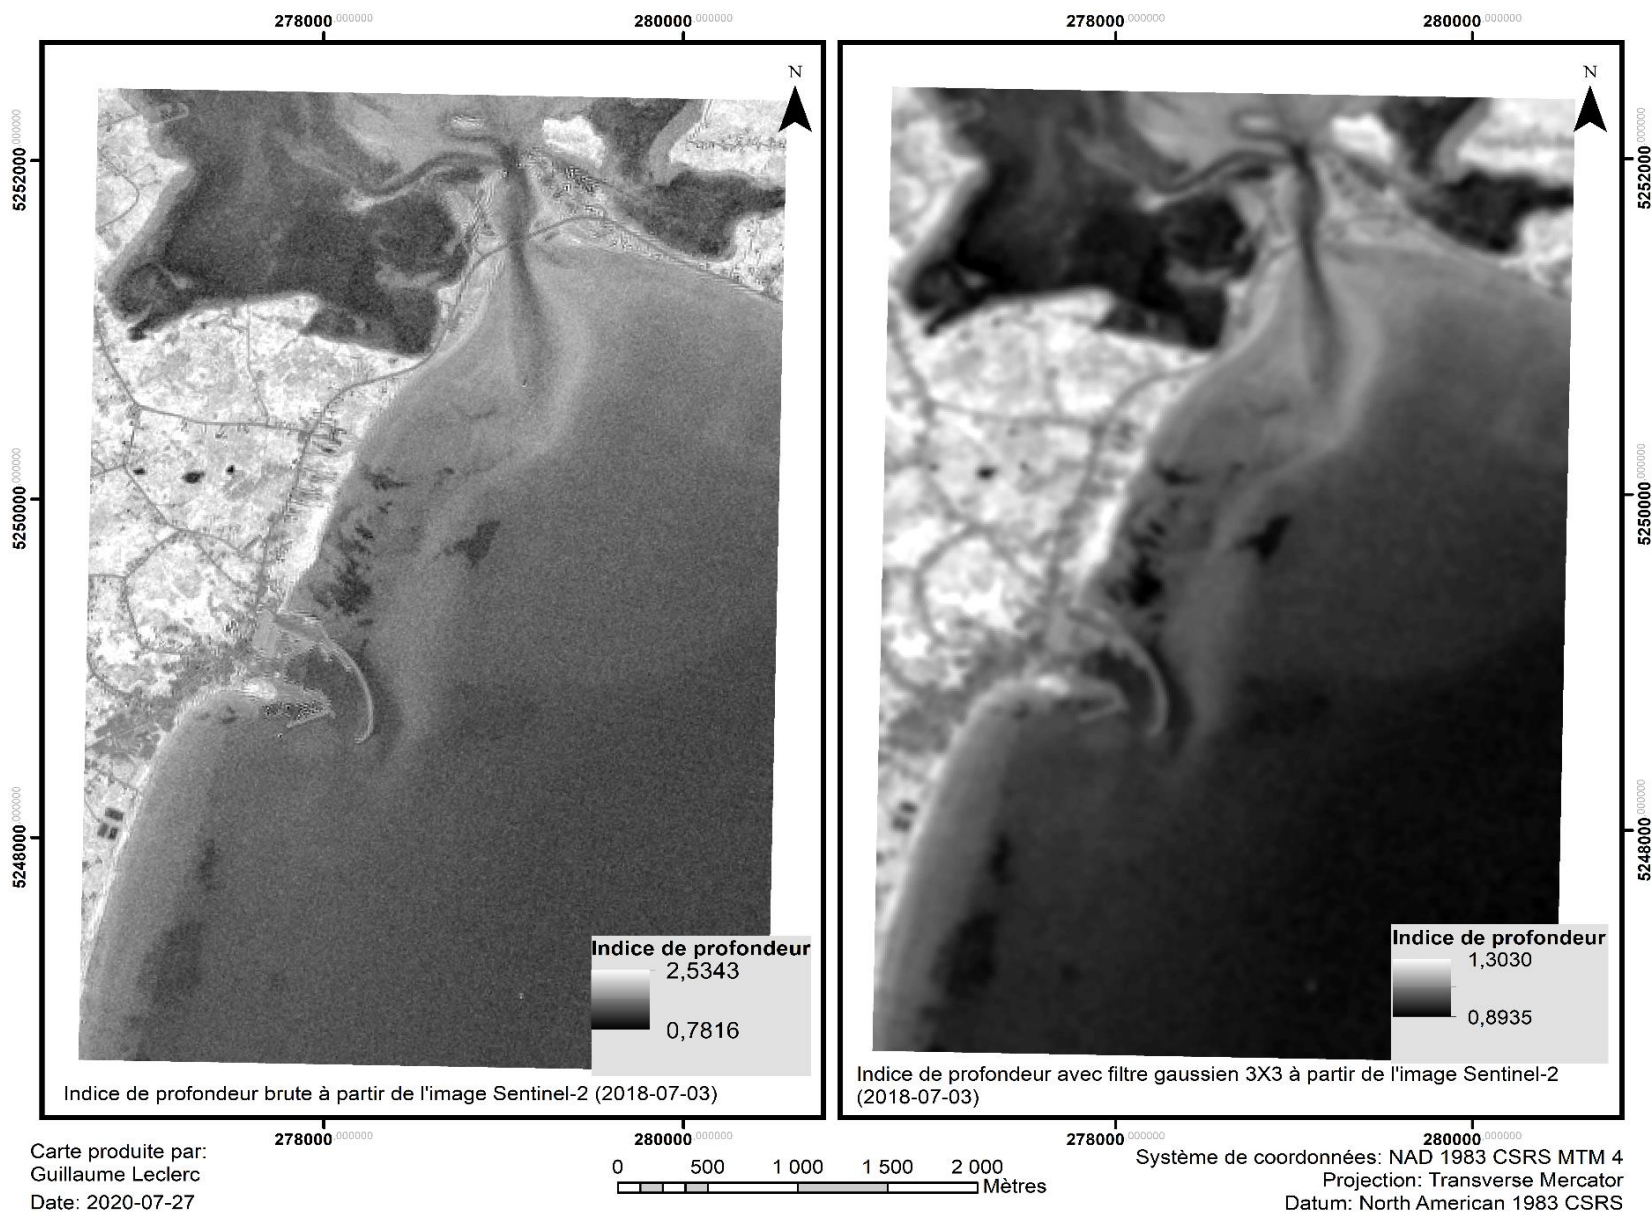 278000,000000
280000,000000
278000,000000
280000,000000
N
N
5252000,000000
5250000,000000
5248000,000000
5252000,000000
5250000,000000
5248000,000000
Indice de profondeur
2,5343
0,7816
Indice de profondeur
1,3030
0,8935
Indice de profondeur brute à partir de l'image Sentinel-2 (2018-07-03)
Indice de profondeur avec filtre gaussien 3X3 à partir de l'image Sentinel-2
(2018-07-03)
278000,000000
280000,000000
278000,000000
280000,000000
Carte produite par:
Guillaume Leclerc
Date: 2020-07-27
0 500 1 000 1 500 2 000
Mètres
Système de coordonnées: NAD 1983 CSRS MTM 4
Projection: Transverse Mercator
Datum: North American 1983 CSRS